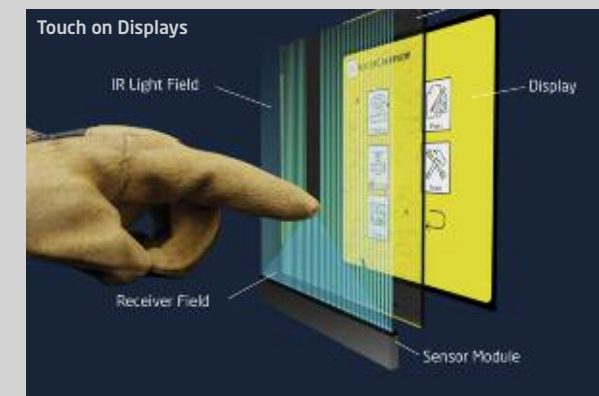 Touch on Displays
IR Light Field
Display
Receiver Field
Sensor Module